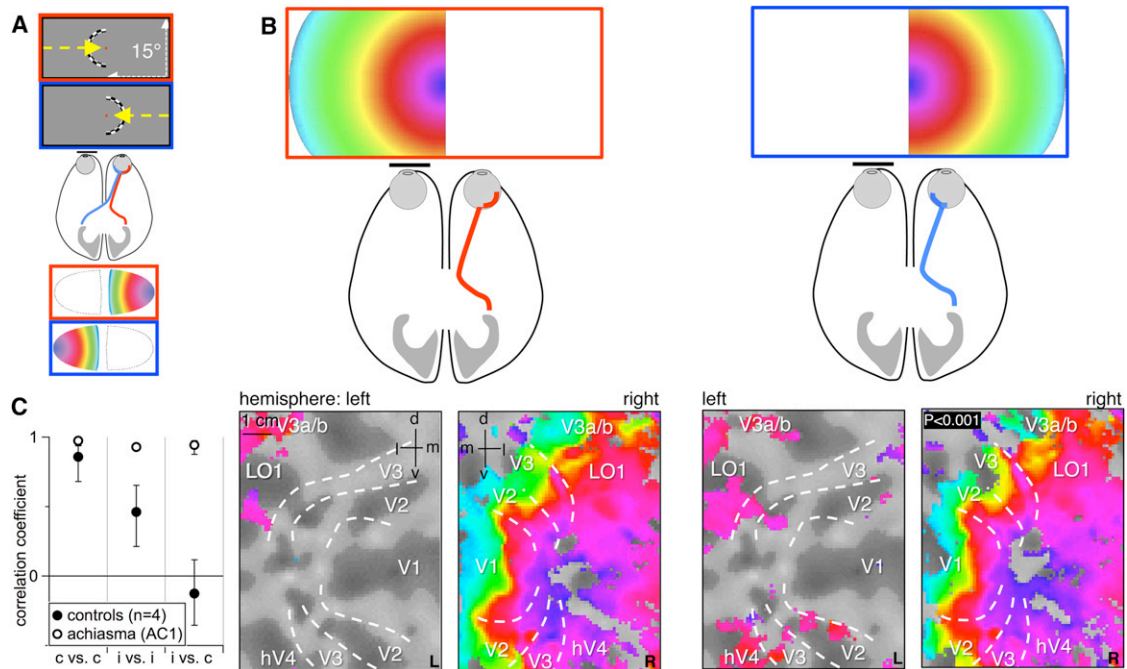 A
15°
B
C
correlation coefficient
1
0
controls (n=4)
achiasma (AC1)
c vs. c
i vs. i
i vs. c
hemisphere: left
1 cm
V3a/b
d
m
v
LO1
V3
V2
V1
V2
V3
hV4
L
right
d
m
v
V3a/b
V3
LO1
V2
V1
V2
V3
hV4
R
left
V3a/b
LO1
V3
V2
V1
V2
V3
hV4
L
right
P<0.001
V3a/b
V3
LO1
V2
V1
V2
V3
hV4
R